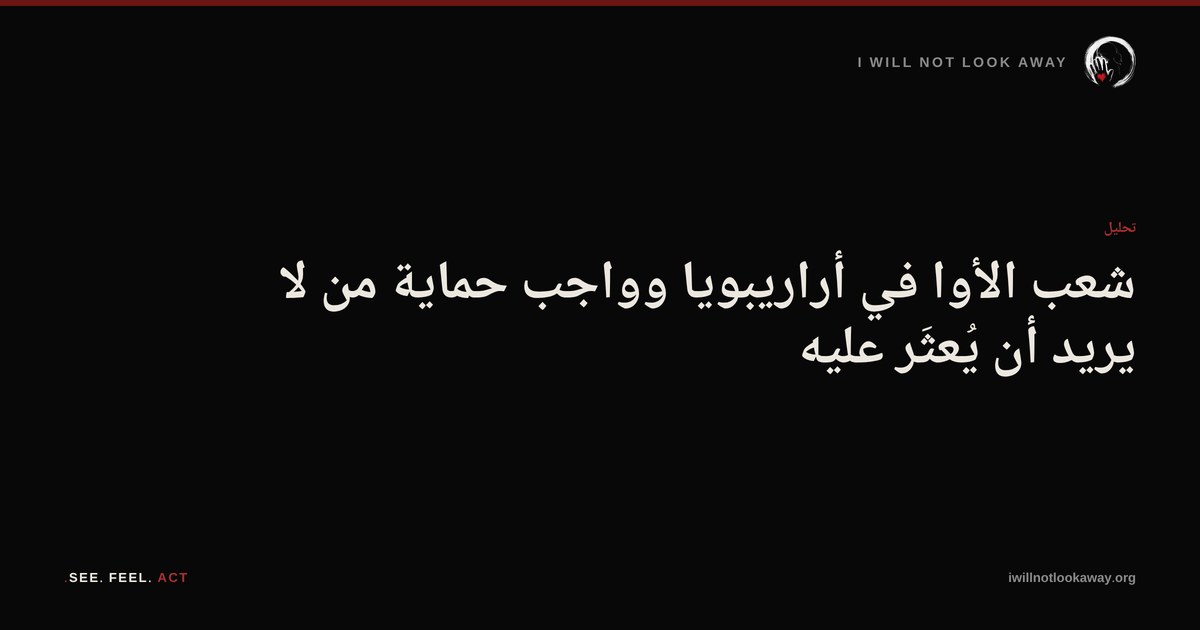 I WILL NOT LOOK AWAY
تحليل
شعب الأوا في أراريبويا وواجب حماية من لا
يريد أن يُعثَر عليه
.SEE. FEEL. ACT
iwillnotlookaway.org